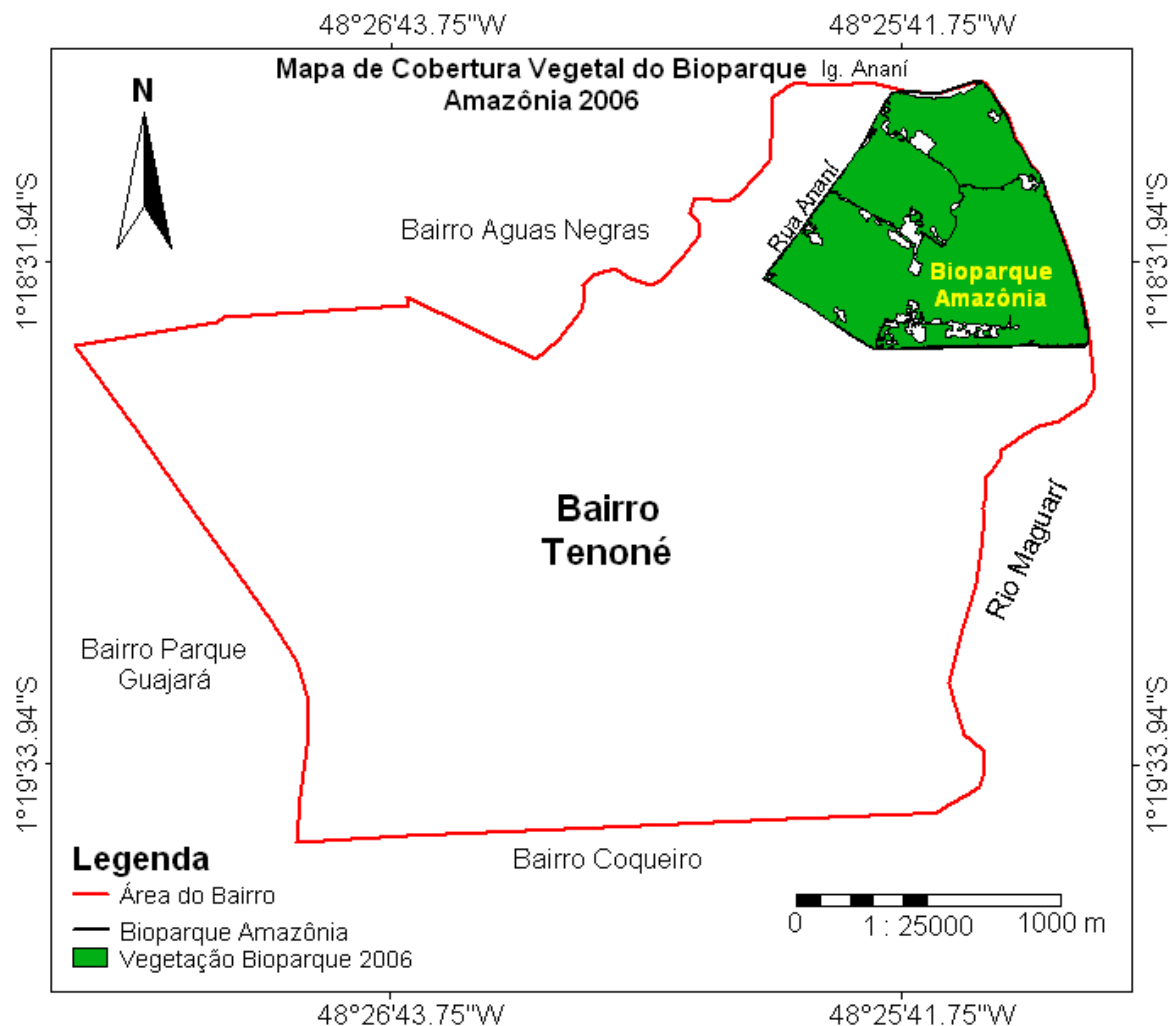 48°26'43.75"W
48°25'41.75"W
Mapa de Cobertura Vegetal do Bioparque
Amazônia 2006
Ig. Ananí
N
Rua Ananí
1°18'31.94"S
1°18'31.94"S
Bairro Aguas Negras
Bioparque
Amazônia
Bairro
Tenoné
Rio Maguarí
Bairro Parque
Guajará
1°19'33.94"S
1°19'33.94"S
Bairro Coqueiro
Legenda
Área do Bairro
Bioparque Amazônia
Vegetação Bioparque 2006
0 1 : 25000 1000 m
48°26'43.75"W
48°25'41.75"W